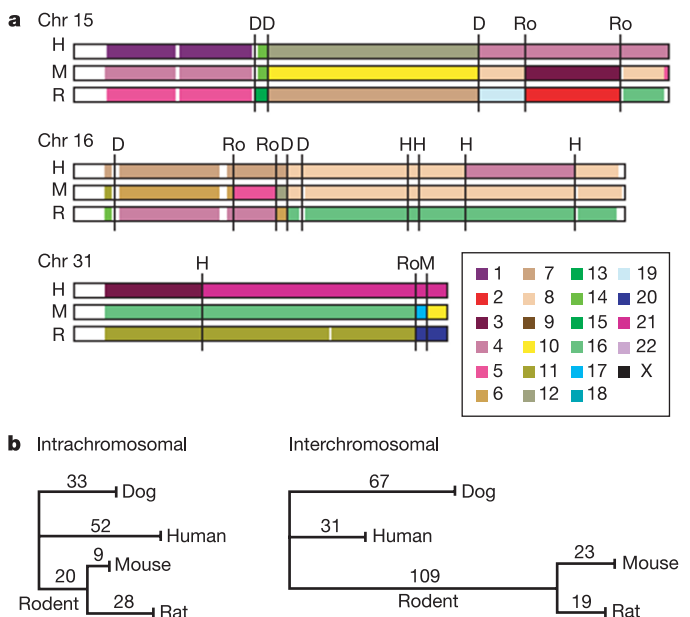 a Chr 15 D D D Ro Ro
H
M
R
Chr 16 D Ro Ro D D H H H H
H
M
R
Chr 31 H Ro M
H
M
R
1 7 13 19
2 8 14 20
3 9 15 21
4 10 16 22
5 11 17 X
6 12 18
b Intrachromosomal Interchromosomal
33 Dog 67 Dog
52 Human 31 Human
9 Mouse 23 Mouse
20 109
Rodent 28 Rat Rodent 19 Rat